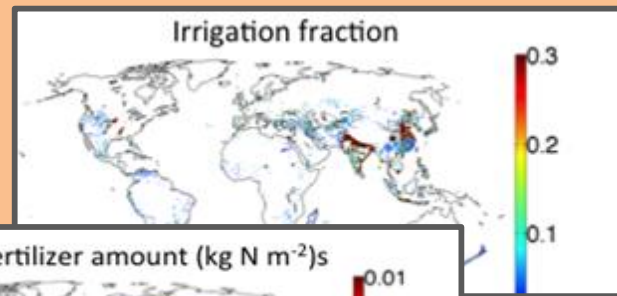 Irrigation fraction
0.3
0.2
0.1
ertilizer amount (kg N m⁻²)s
0.01